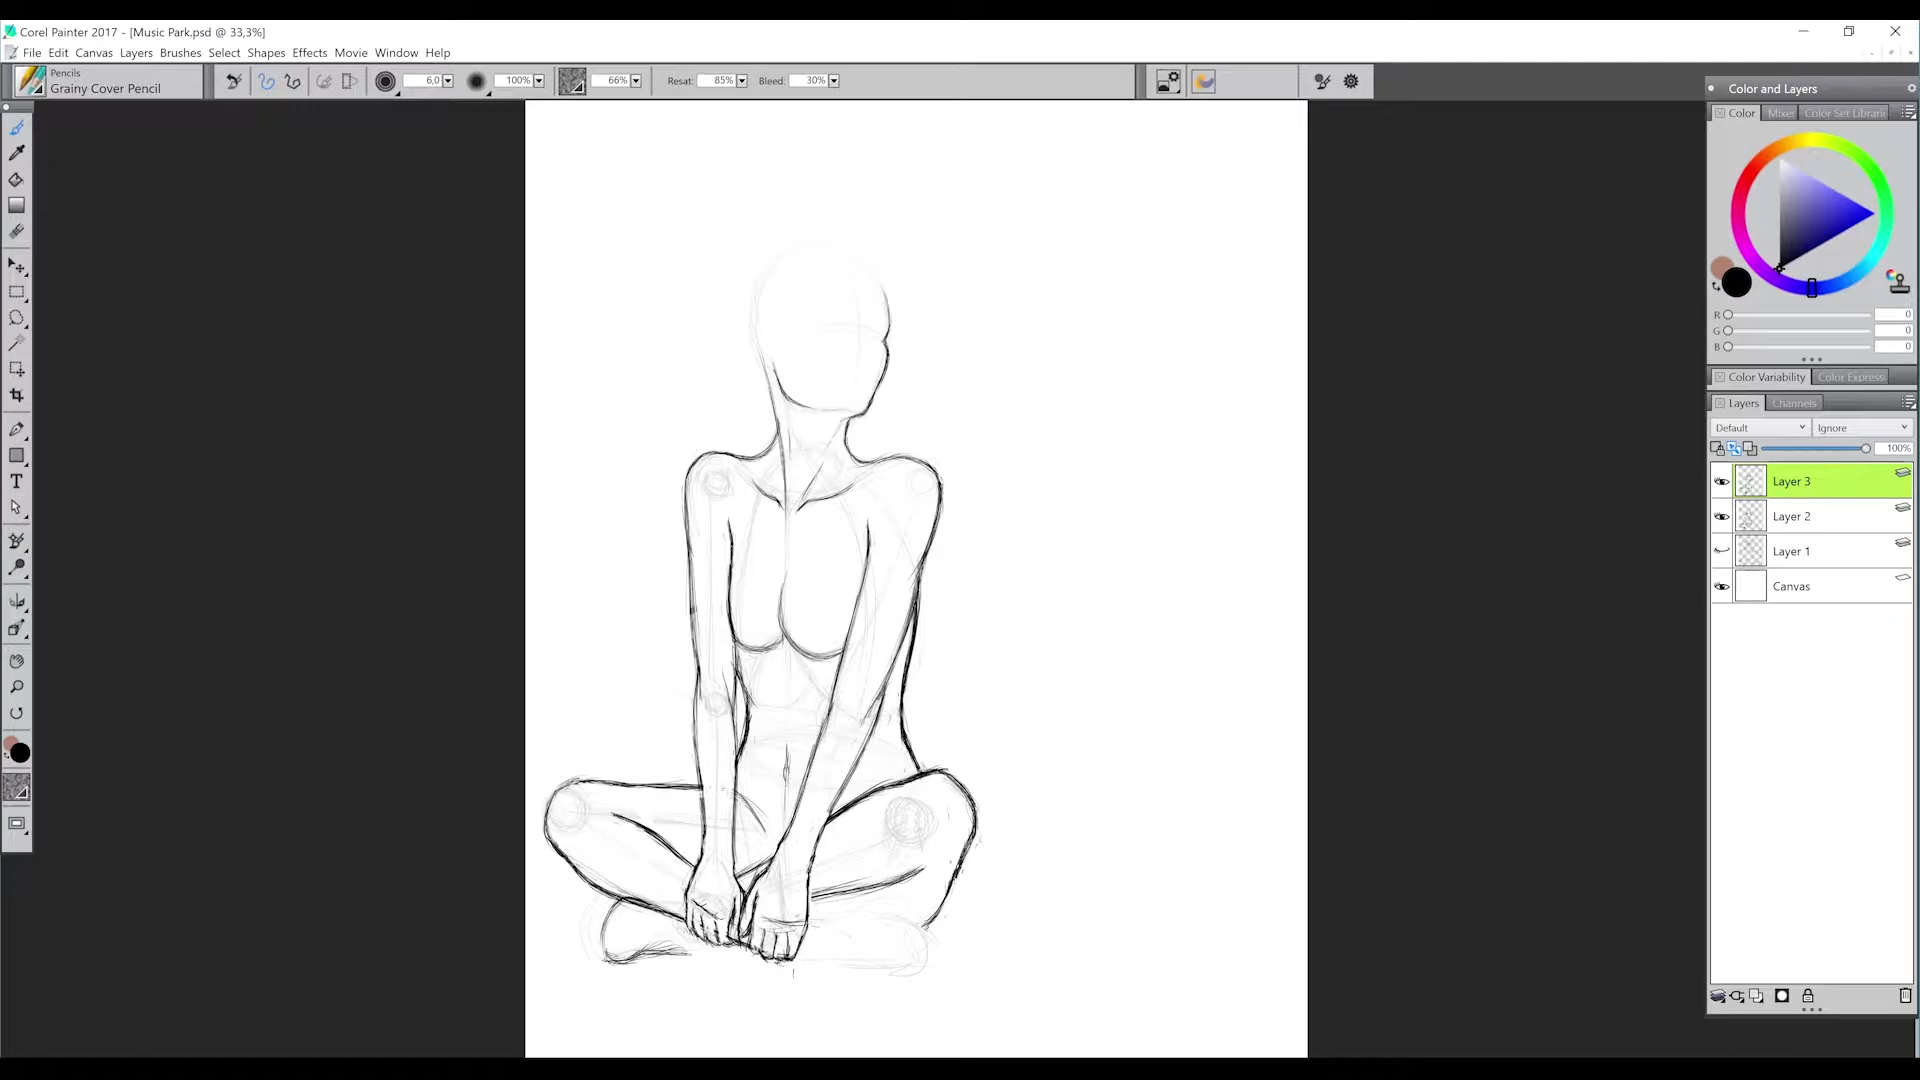 Corel Painter 2017 - [Music Park.psd @ 33,3%]
File Edit Canvas Layers Brushes Select Shapes Effects Movie Window Help
Pencils
Grainy Cover Pencil
6,0
100%
66%
Resat: 85%
Bleed: 30%
Color and Layers
Color Mixer Color Set Librari
R 0
G 0
B 0
Color Variability Color Express
Layers Channels
Default Ignore
100%
Layer 3
Layer 2
Layer 1
Canvas
T